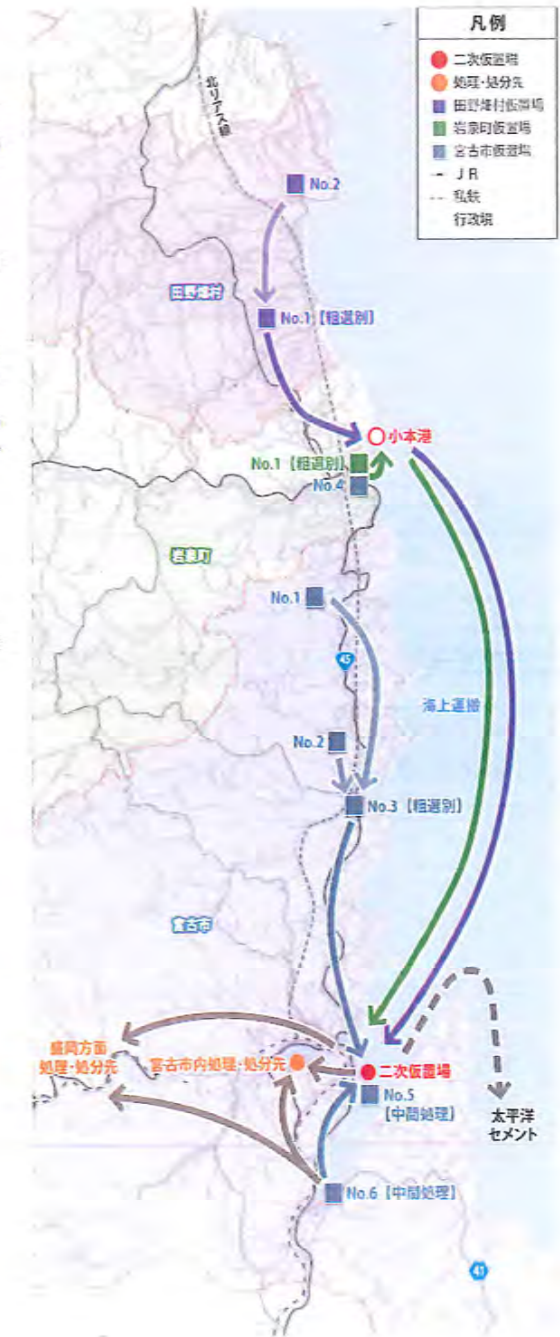 凡例
二次仮置場
処理・処分先
田野畑村仮置場
岩泉町仮置場
宮古市仮置場
JR
私鉄
行政境
北リアス線
No.2
田野畑村
No.1【粗選別】
小本港
No.1【粗選別】
No.4
岩泉町
No.1
45
海上運搬
No.2
No.3【粗選別】
宮古市
盛岡方面
処理・処分先
宮古市内処理・処分先
二次仮置場
No.5
【中間処理】
太平洋
セメント
No.6【中間処理】
41